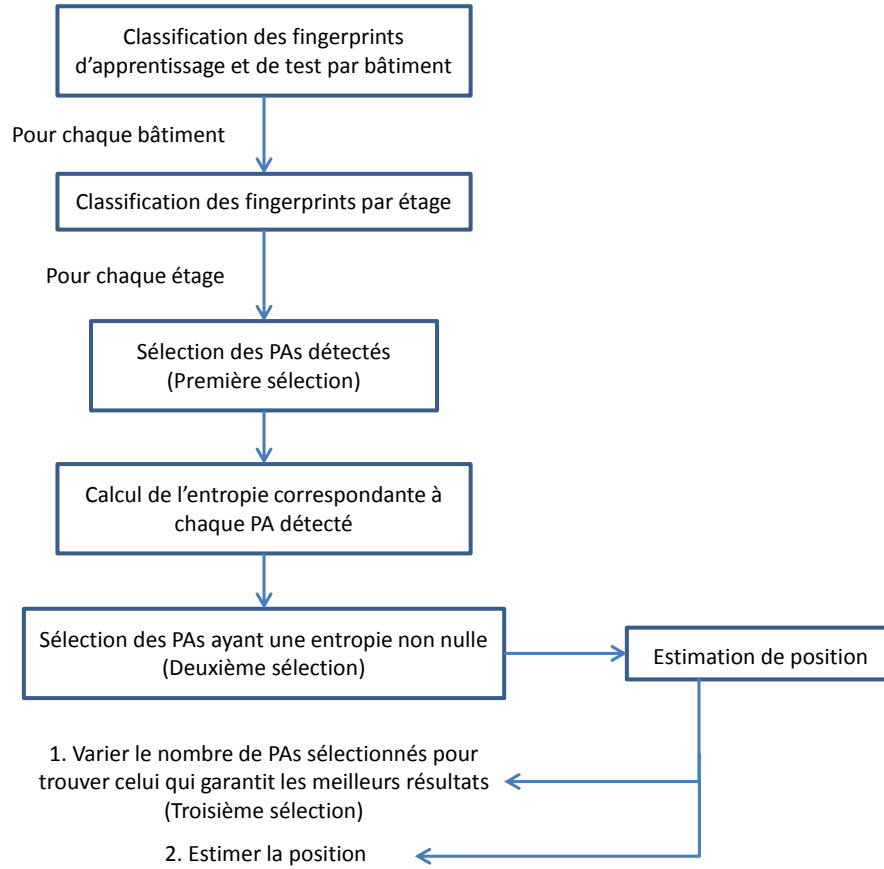 Classification des fingerprints
d'apprentissage et de test par bâtiment
Pour chaque bâtiment
Classification des fingerprints par étage
Pour chaque étage
Sélection des PAs détectés
(Première sélection)
Calcul de l'entropie correspondante à
chaque PA détecté
Sélection des PAs ayant une entropie non nulle
(Deuxième sélection)
Estimation de position
1. Varier le nombre de PAs sélectionnés pour
trouver celui qui garantit les meilleurs résultats
(Troisième sélection)
2. Estimer la position